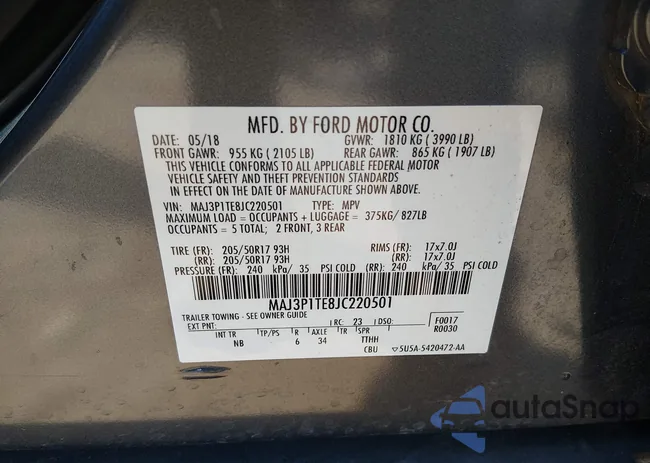 MFD. BY FORD MOTOR CO.
DATE: 05/18 GVWR: 1810 KG ( 3990 LB)
FRONT GAWR: 955 KG ( 2105 LB) REAR GAWR: 865 KG ( 1907 LB)
THIS VEHICLE CONFORMS TO ALL APPLICABLE FEDERAL MOTOR
VEHICLE SAFETY AND THEFT PREVENTION STANDARDS
IN EFFECT ON THE DATE OF MANUFACTURE SHOWN ABOVE.
VIN: MAJ3P1TE8JC220501 TYPE: MPV
MAXIMUM LOAD = OCCUPANTS + LUGGAGE = 375KG/ 827LB
OCCUPANTS = 5 TOTAL; 2 FRONT, 3 REAR
TIRE (FR): 205/50R17 93H RIMS (FR): 17x7.0J
(RR): 205/50R17 93H (RR): 17x7.0J
PRESSURE (FR): 240 kPa/ 35 PSI COLD (RR): 240 kPa/ 35 PSI COLD
MAJ3P1TE8JC220501
TRAILER TOWING - SEE OWNER GUIDE
EXT PNT: RC: 23 DSO: F0017
R0030
INT TR TP/PS R AXLE TR SPR
NB 6 34 TTHH
CBU 5U5A-5420472-AA
autoSnap